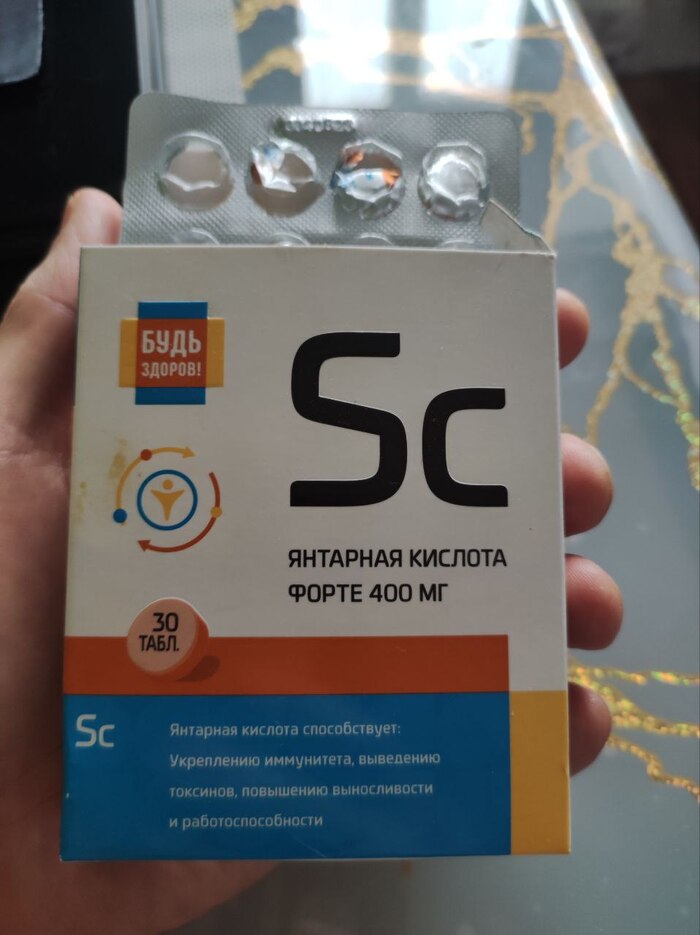 БУДЬ
ЗДОРОВ!
Sc
ЯНТАРНАЯ КИСЛОТА
ФОРТЕ 400 МГ
30
ТАБЛ.
Sc
Янтарная кислота способствует:
Укреплению иммунитета, выведению
токсинов, повышению выносливости
и работоспособности